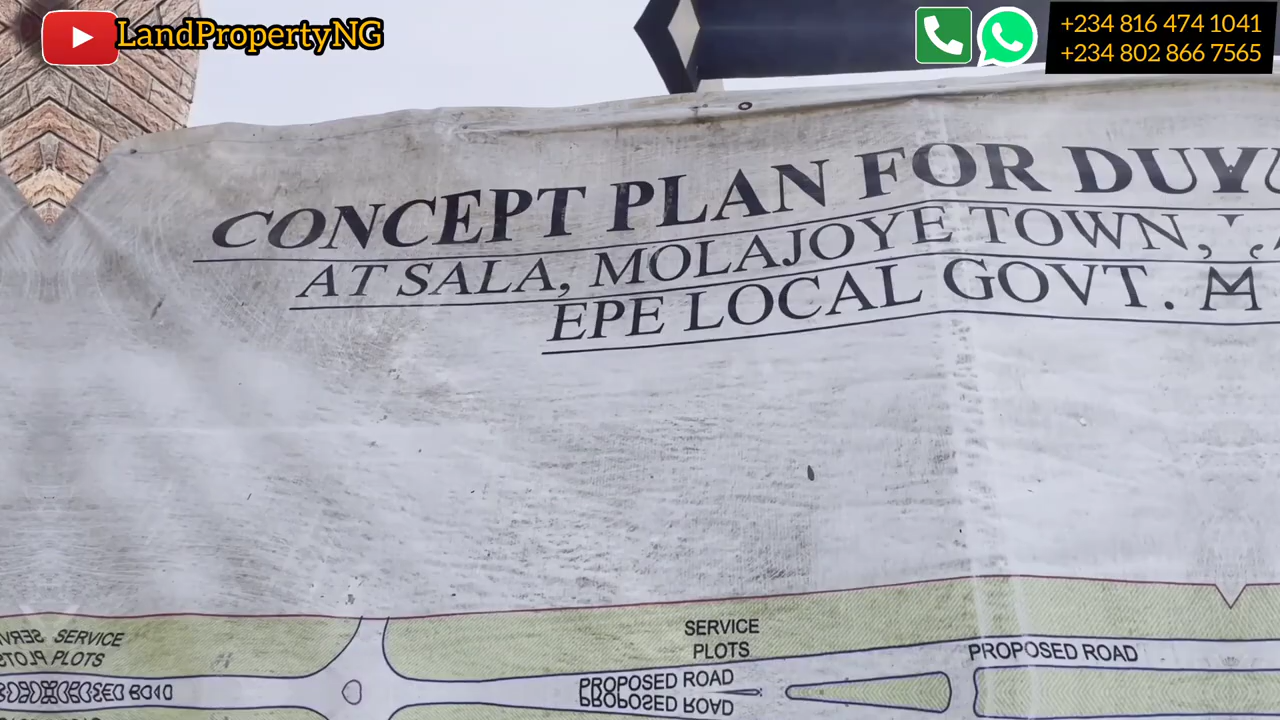 LandPropertyNG
+234 816 474 1041
+234 802 866 7565
CONCEPT PLAN FOR
AT SALA, MOLAJOYE TOWN,
EPE LOCAL GOVT.
SERVICE
PLOTS
SERVICE
PLOTS
PROPOSED ROAD
PROPOSED ROAD